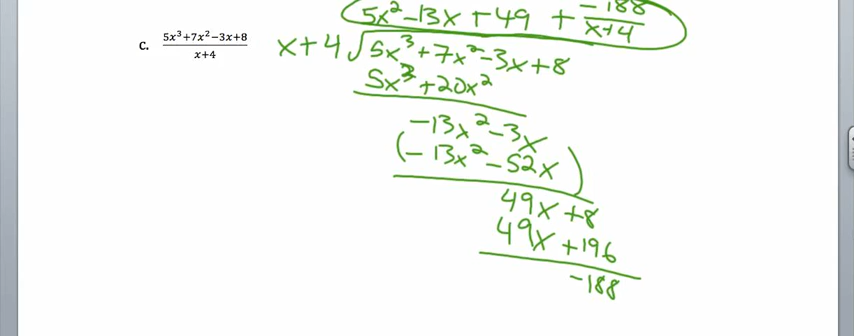 5x² - 13x + 49 + -188/x+4
c. 5x³+7x²−3x+8/x+4
x+4 √5x³+7x²-3x+8
5x³+20x²
-13x²-3x
(-13x²-52x)
49x+8
49x+196
-188